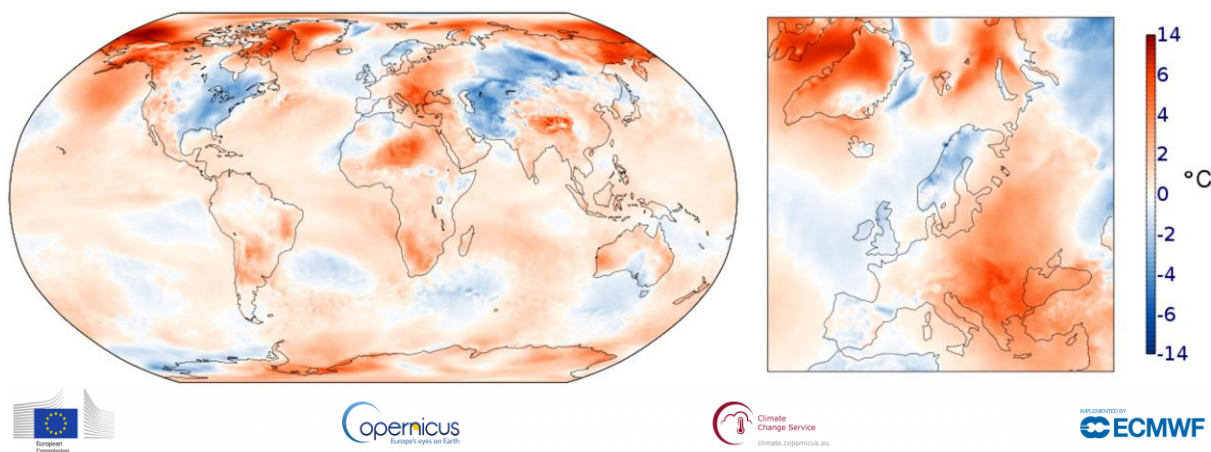 14
6
4
2
0
-2
-4
-6
-14
°C
European
Commission
opernicus
Europe's eyes on Earth
Climate
Change Service
climate.copernicus.eu
IMPLEMENTED BY
ECMWF